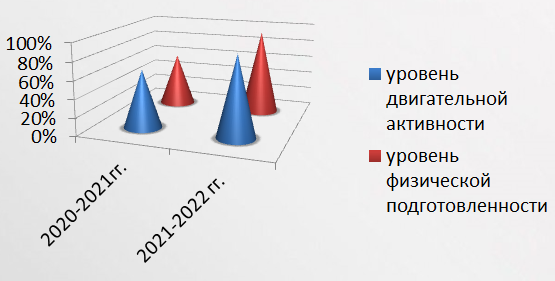 100%
80%
60%
40%
20%
0%
2020-2021гг.
2021-2022 гг.
уровень
двигательной
активности
уровень
физической
подготовленности